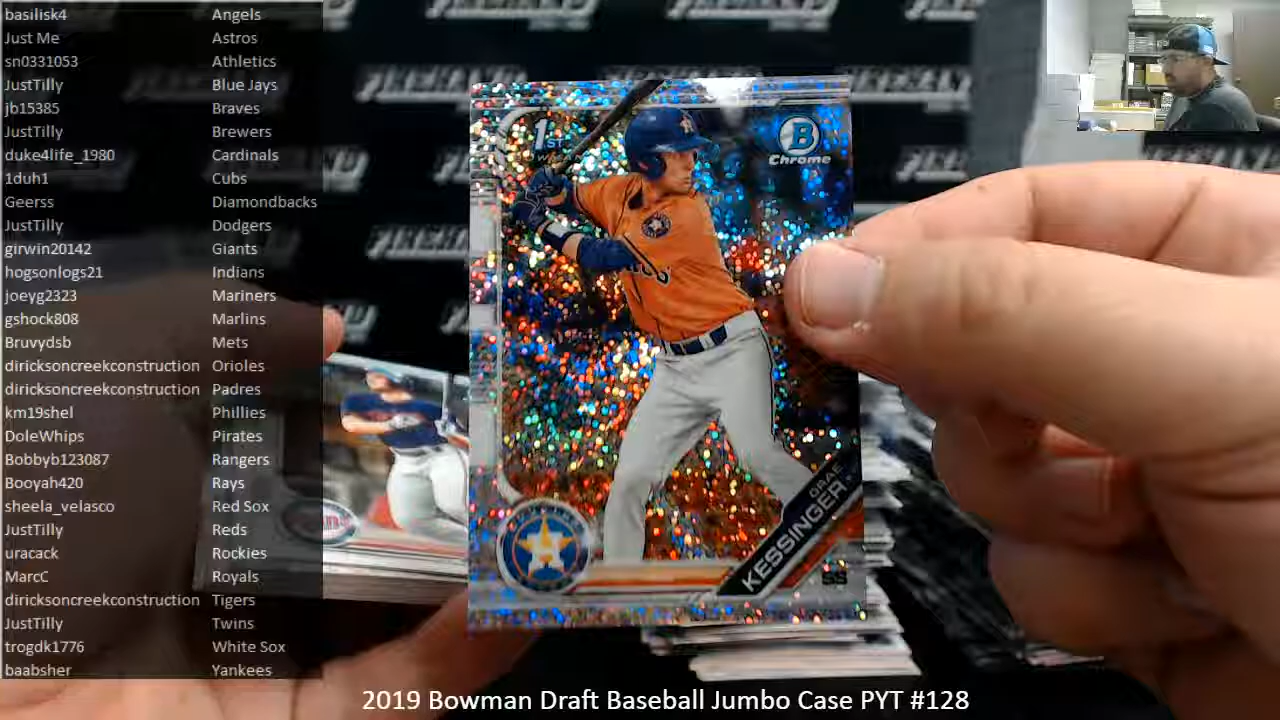 basilisk4 Angels
Just Me Astros
sn0331053 Athletics
JustTilly Blue Jays
jb15385 Braves
JustTilly Brewers
duke4life_1980 Cardinals
1duh1 Cubs
Geerss Diamondbacks
JustTilly Dodgers
girwin20142 Giants
hogsonlogs21 Indians
joeyg2323 Mariners
gshock808 Marlins
Bruvydsb Mets
diricksoncreekconstruction Orioles
diricksoncreekconstruction Padres
km19shel Phillies
DoleWhips Pirates
Bobbyb123087 Rangers
Booyah420 Rays
sheela_velasco Red Sox
JustTilly Reds
uracack Rockies
MarcC Royals
diricksoncreekconstruction Tigers
JustTilly Twins
trogdk1776 White Sox
baabsher Yankees
1ST
B
Chrome
DRAE
KESSINGER
SS
2019 Bowman Draft Baseball Jumbo Case PYT #128